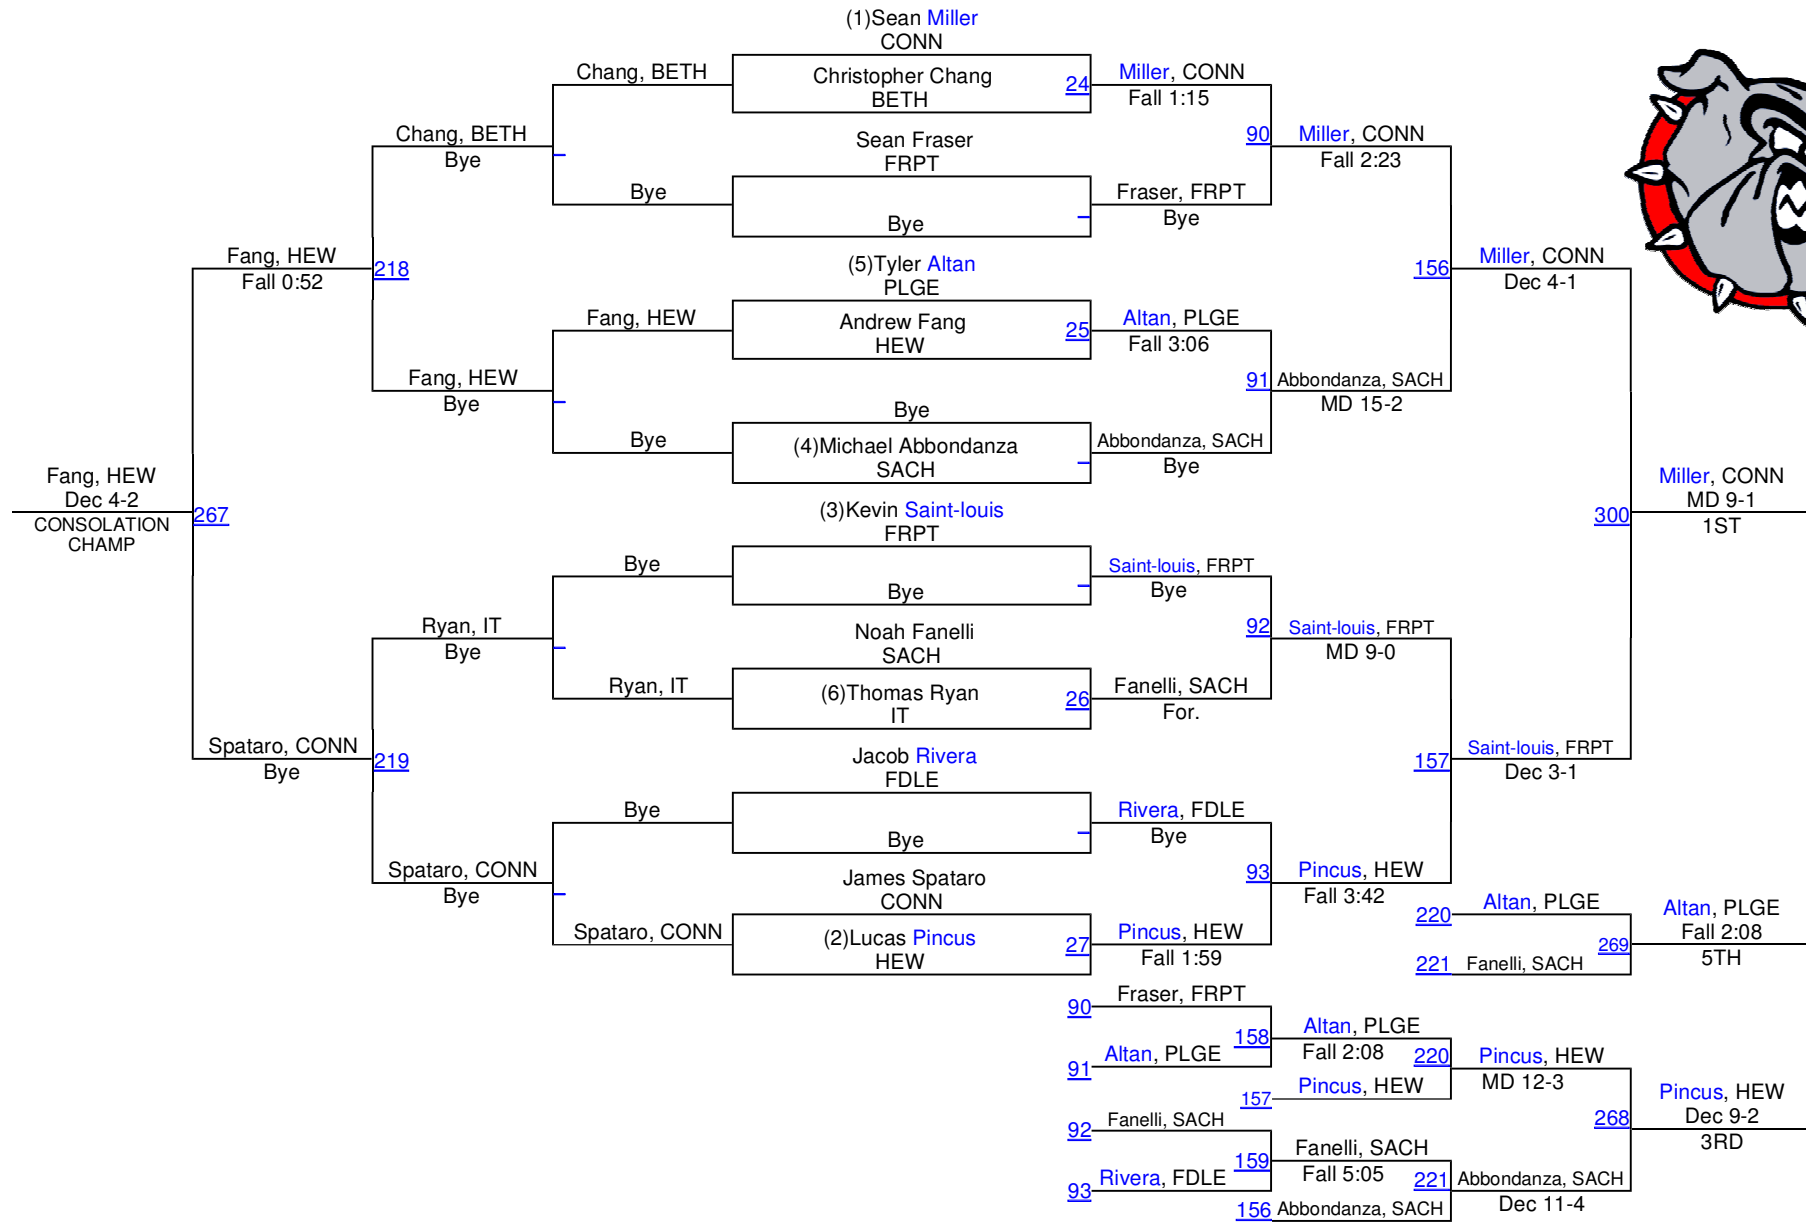 (1)Sean Miller
CONN
Chang, BETH
Christopher Chang
BETH
24
Miller, CONN
Fall 1:15
Chang, BETH
Bye
Sean Fraser
FRPT
90
Miller, CONN
Fall 2:23
Bye
Bye
Fraser, FRPT
Bye
Fang, HEW
Fall 0:52
218
(5)Tyler Altan
PLGE
156
Miller, CONN
Dec 4-1
Fang, HEW
Andrew Fang
HEW
25
Altan, PLGE
Fall 3:06
Fang, HEW
Bye
91
Abbondanza, SACH
MD 15-2
Bye
Bye
(4)Michael Abbondanza
SACH
Abbondanza, SACH
Bye
Fang, HEW
Dec 4-2
CONSOLATION
CHAMP
267
(3)Kevin Saint-louis
FRPT
300
Miller, CONN
MD 9-1
1ST
Bye
Bye
Saint-louis, FRPT
Bye
Ryan, IT
Bye
Noah Fanelli
SACH
92
Saint-louis, FRPT
MD 9-0
Ryan, IT
(6)Thomas Ryan
IT
26
Fanelli, SACH
For.
Spataro, CONN
Bye
219
Jacob Rivera
FDLE
157
Saint-louis, FRPT
Dec 3-1
Bye
Bye
Rivera, FDLE
Bye
Spataro, CONN
Bye
James Spataro
CONN
93
Pincus, HEW
Fall 3:42
Spataro, CONN
(2)Lucas Pincus
HEW
27
Pincus, HEW
Fall 1:59
220
Altan, PLGE
221
Fanelli, SACH
269
Altan, PLGE
Fall 2:08
5TH
90
Fraser, FRPT
91
Altan, PLGE
158
Altan, PLGE
Fall 2:08
157
Pincus, HEW
220
Pincus, HEW
MD 12-3
92
Fanelli, SACH
93
Rivera, FDLE
159
Fanelli, SACH
Fall 5:05
156
Abbondanza, SACH
221
Abbondanza, SACH
Dec 11-4
268
Pincus, HEW
Dec 9-2
3RD